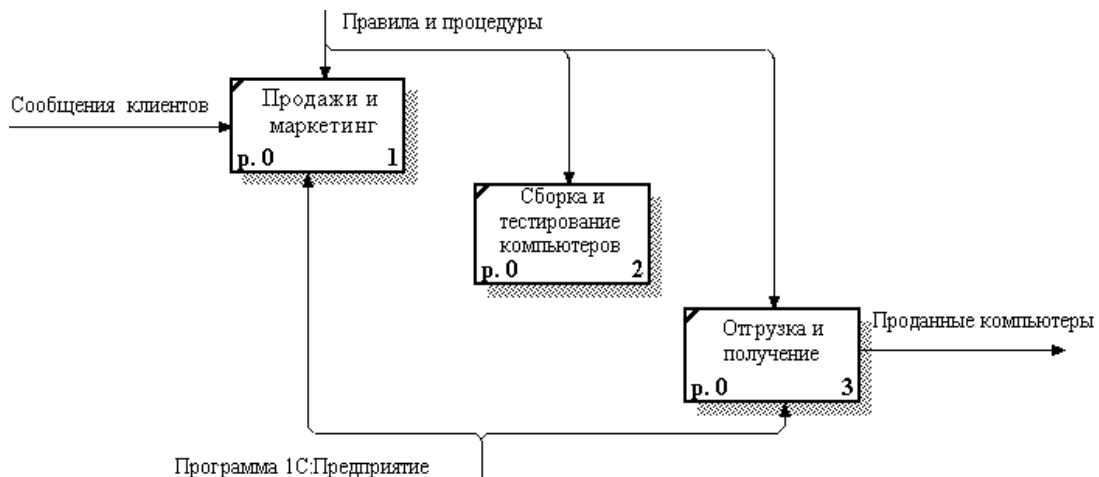 Правила и процедуры
Сообщения клиентов
Продажи и
маркетинг
р. 0 1
Сборка и
тестирование
компьютеров
р. 0 2
Отгрузка и
получение
р. 0 3
Проданные компьютеры
Программа 1С:Предприятие